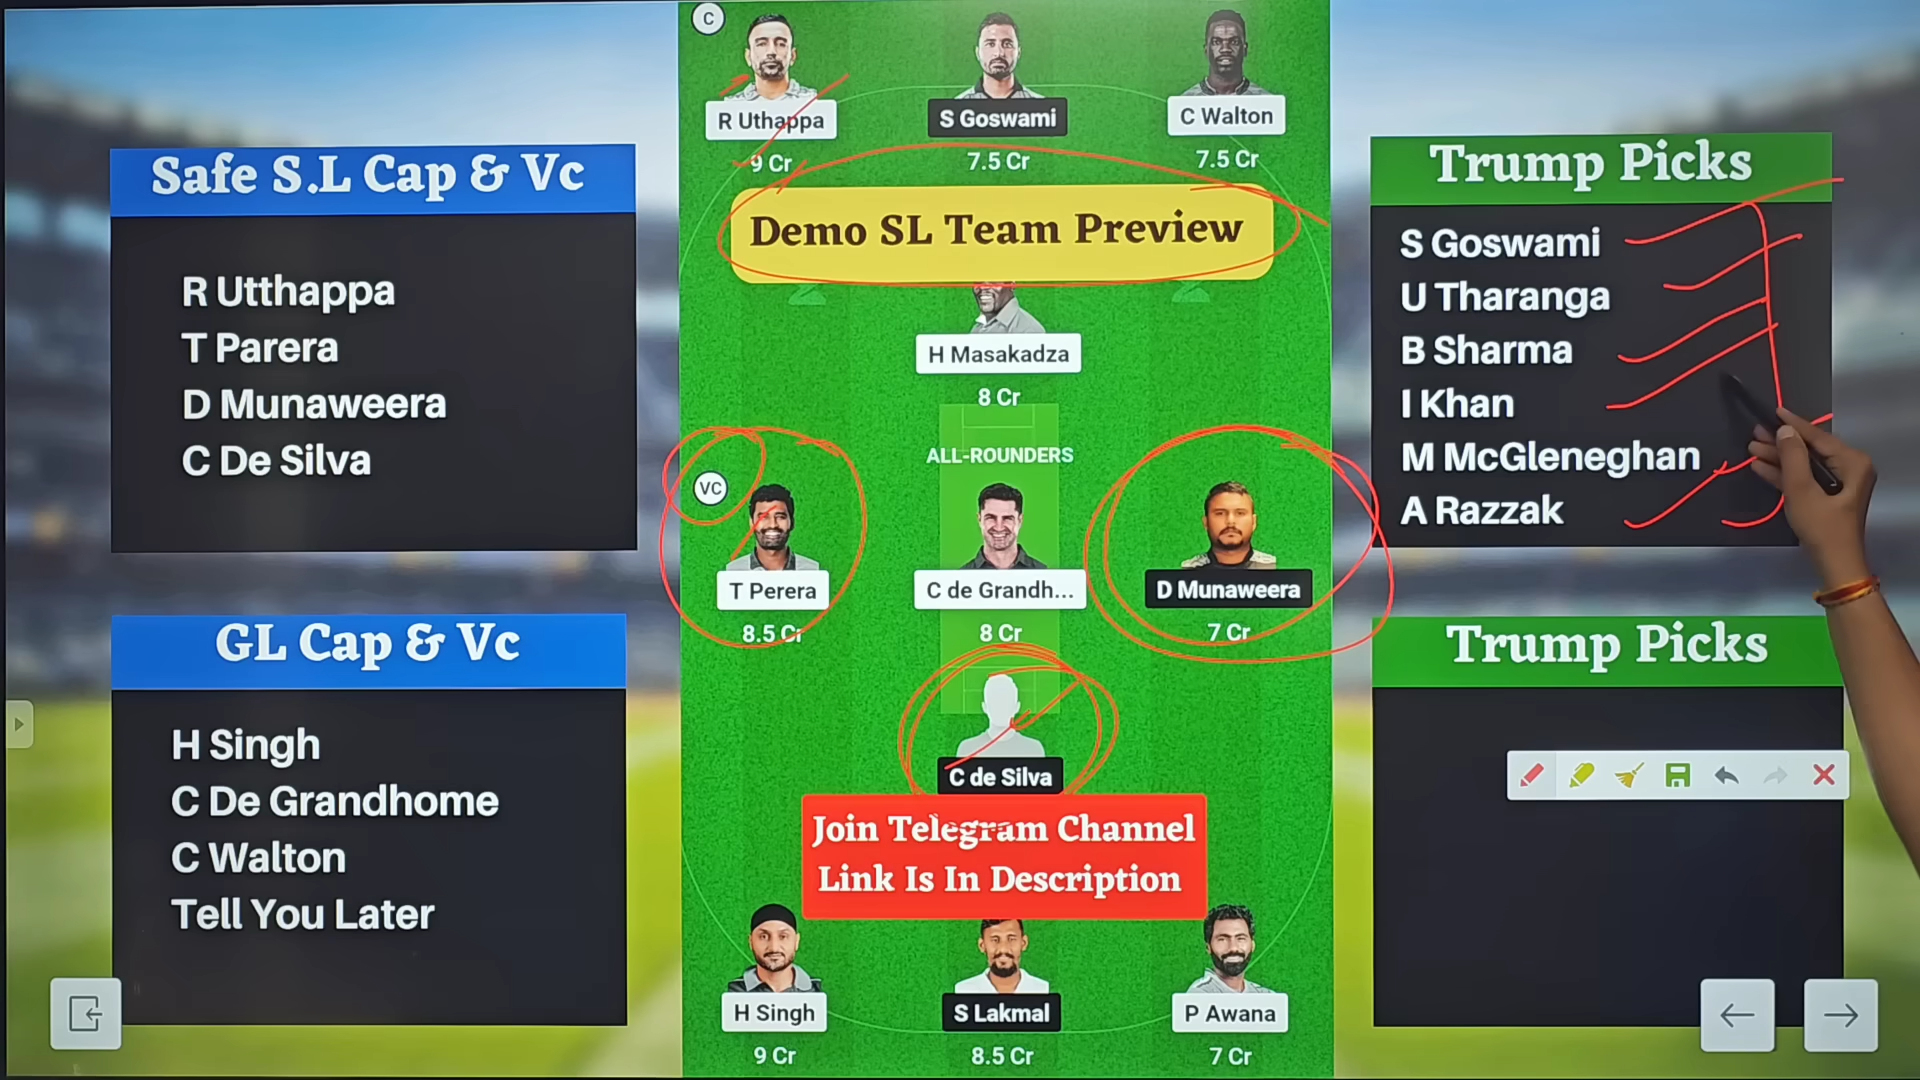 Safe S.L Cap & Vc
R Utthappa
T Parera
D Munaweera
C De Silva
GL Cap & Vc
H Singh
C De Grandhome
C Walton
Tell You Later
C
R Uthappa
9 Cr
S Goswami
7.5 Cr
C Walton
7.5 Cr
Demo SL Team Preview
H Masakadza
8 Cr
ALL-ROUNDERS
VC
T Perera
8.5 Cr
C de Grandh...
8 Cr
D Munaweera
7 Cr
C de Silva
Join Telegram Channel
Link Is In Description
H Singh
9 Cr
S Lakmal
8.5 Cr
P Awana
7 Cr
Trump Picks
S Goswami
U Tharanga
B Sharma
I Khan
M McGleneghan
A Razzak
Trump Picks